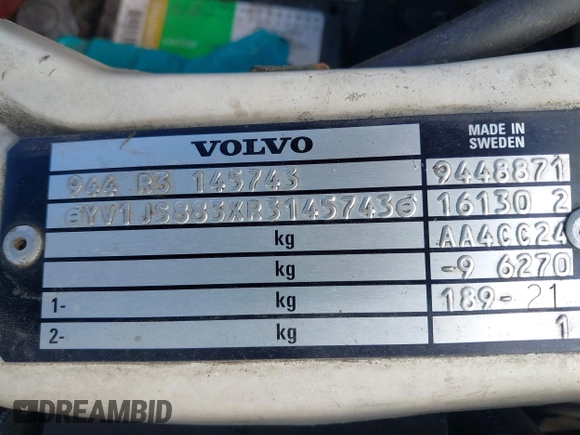 VOLVO
MADE IN
SWEDEN
944 R3 145743
9448871
YV1JS883XR3145743
16130 2
kg
AA4CC24
kg
-9 6270
1- kg
189-21
2- kg
1
DREAMBID